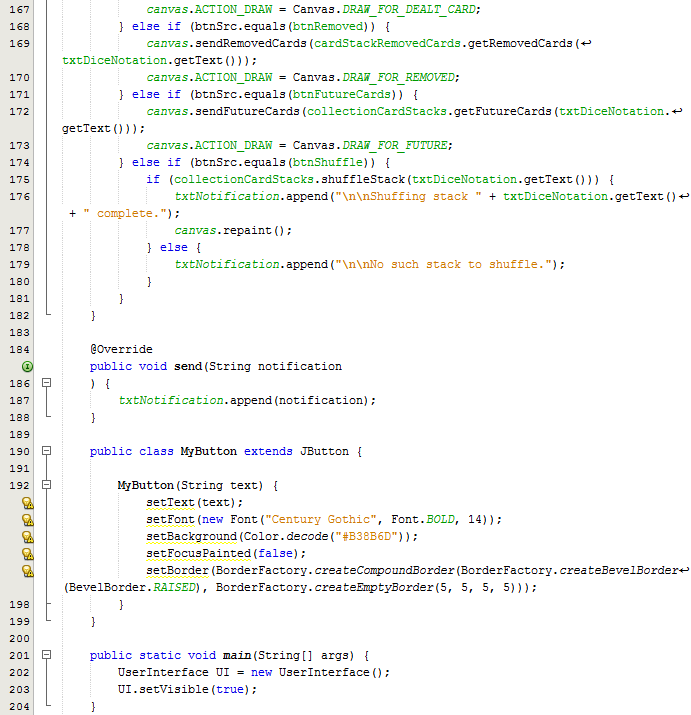 167 canvas.ACTION_DRAW = Canvas.DRAW_FOR_DEALT_CARD;
168 } else if (btnSrc.equals(btnRemoved)) {
169 canvas.sendRemovedCards(cardStackRemovedCards.getRemovedCards(↩
txtDiceNotation.getText()));
170 canvas.ACTION_DRAW = Canvas.DRAW_FOR_REMOVED;
171 } else if (btnSrc.equals(btnFutureCards)) {
172 canvas.sendFutureCards(collectionCardStacks.getFutureCards(txtDiceNotation.↩
getText()));
173 canvas.ACTION_DRAW = Canvas.DRAW_FOR_FUTURE;
174 } else if (btnSrc.equals(btnShuffle)) {
175 if (collectionCardStacks.shuffleStack(txtDiceNotation.getText())) {
176 txtNotification.append("\n\nShuffing stack " + txtDiceNotation.getText()↩
+ " complete.");
177 canvas.repaint();
178 } else {
179 txtNotification.append("\n\nNo such stack to shuffle.");
180 }
181 }
182 }
183
184 @Override
public void send(String notification
186 ) {
187 txtNotification.append(notification);
188 }
189
190 public class MyButton extends JButton {
191
192 MyButton(String text) {
setText(text);
setFont(new Font("Century Gothic", Font.BOLD, 14));
setBackground(Color.decode("#B38B6D"));
setFocusPainted(false);
setBorder(BorderFactory.createCompoundBorder(BorderFactory.createBevelBorder↩
(BevelBorder.RAISED), BorderFactory.createEmptyBorder(5, 5, 5, 5)));
198 }
199 }
200
201 public static void main(String[] args) {
202 UserInterface UI = new UserInterface();
203 UI.setVisible(true);
204 }